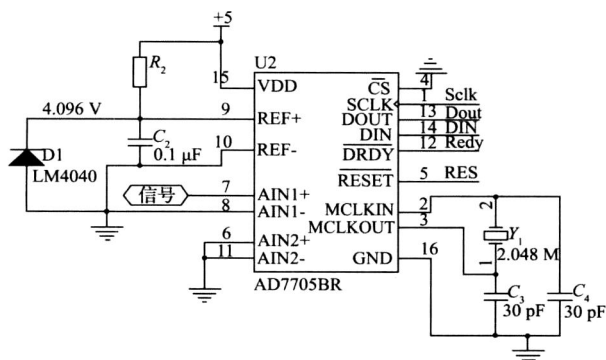 +5
U2
R2
15
VDD
4.096 V
9
REF+
C2
0.1 μF
10
REF-
D1
LM4040
信号
7
AIN1+
8
AIN1-
6
AIN2+
11
AIN2-
AD7705BR
CS
4
SCLK
1
Sclk
DOUT
13
Dout
DIN
14
DIN
DRDY
12
Redy
RESET
5
RES
MCLKIN
2
MCLKOUT
3
GND
16
2
Y1
2.048 M
1
C3
30 pF
C4
30 pF